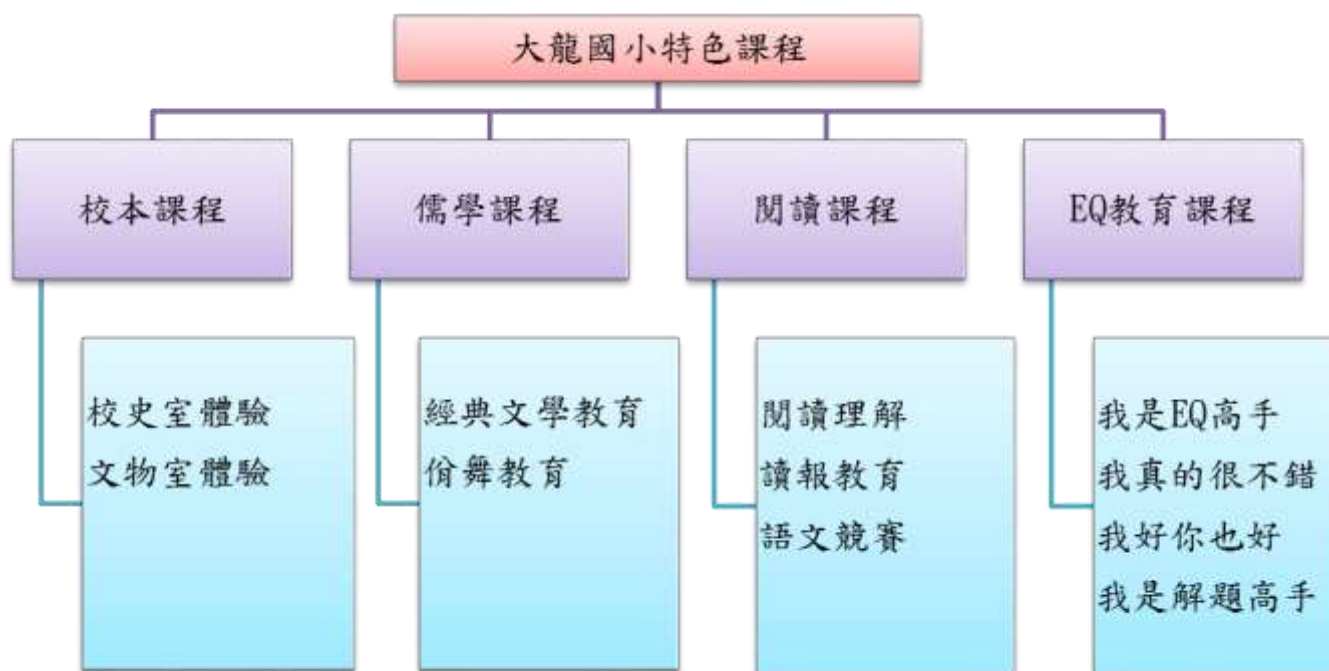 大龍國小特色課程
校本課程
校史室體驗
文物室體驗
儒學課程
經典文學教育
佾舞教育
閱讀課程
閱讀理解
讀報教育
語文競賽
EQ教育課程
我是EQ高手
我真的很不錯
我好你也好
我是解題高手